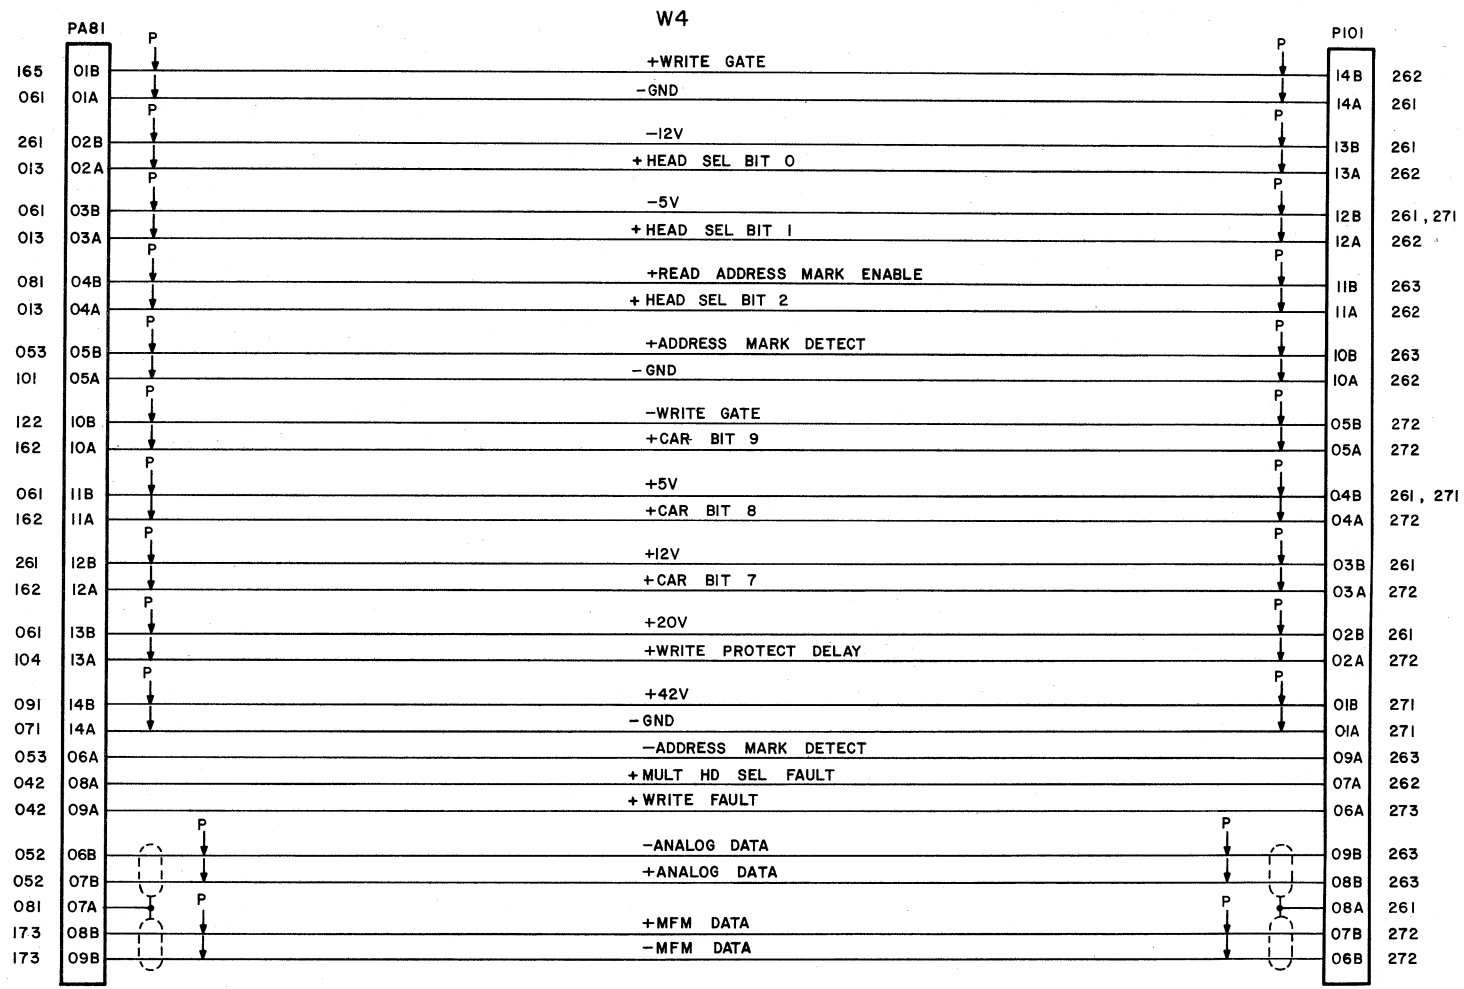 W4
PA81 P101
P P
165 01B +WRITE GATE 14B 262
061 01A -GND 14A 261
P P
261 02B -12V 13B 261
013 02A +HEAD SEL BIT 0 13A 262
P P
061 03B -5V 12B 261,271
013 03A +HEAD SEL BIT 1 12A 262
P P
081 04B +READ ADDRESS MARK ENABLE 11B 263
013 04A +HEAD SEL BIT 2 11A 262
P P
053 05B +ADDRESS MARK DETECT 10B 263
101 05A -GND 10A 262
P P
122 10B -WRITE GATE 05B 272
162 10A +CAR BIT 9 05A 272
P P
061 11B +5V 04B 261, 271
162 11A +CAR BIT 8 04A 272
P P
261 12B +12V 03B 261
162 12A +CAR BIT 7 03A 272
P P
061 13B +20V 02B 261
104 13A +WRITE PROTECT DELAY 02A 272
P P
091 14B +42V 01B 271
071 14A -GND 01A 271
053 06A -ADDRESS MARK DETECT 09A 263
042 08A +MULT HD SEL FAULT 07A 262
042 09A +WRITE FAULT 06A 273
P P
052 06B -ANALOG DATA 09B 263
052 07B +ANALOG DATA 08B 263
081 07A P P 08A 261
173 08B +MFM DATA 07B 272
173 09B -MFM DATA 06B 272